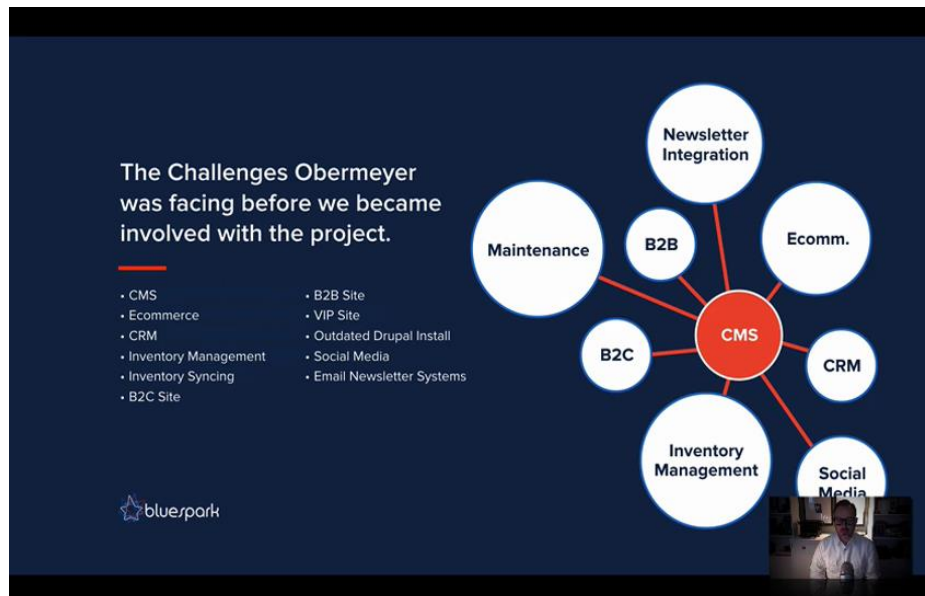 The Challenges Obermeyer
was facing before we became
involved with the project.
• CMS
• Ecommerce
• CRM
• Inventory Management
• Inventory Syncing
• B2C Site
• B2B Site
• VIP Site
• Outdated Drupal Install
• Social Media
• Email Newsletter Systems
bluespark
Newsletter
Integration
Maintenance
B2B
Ecomm.
CMS
B2C
CRM
Inventory
Management
Social
Media